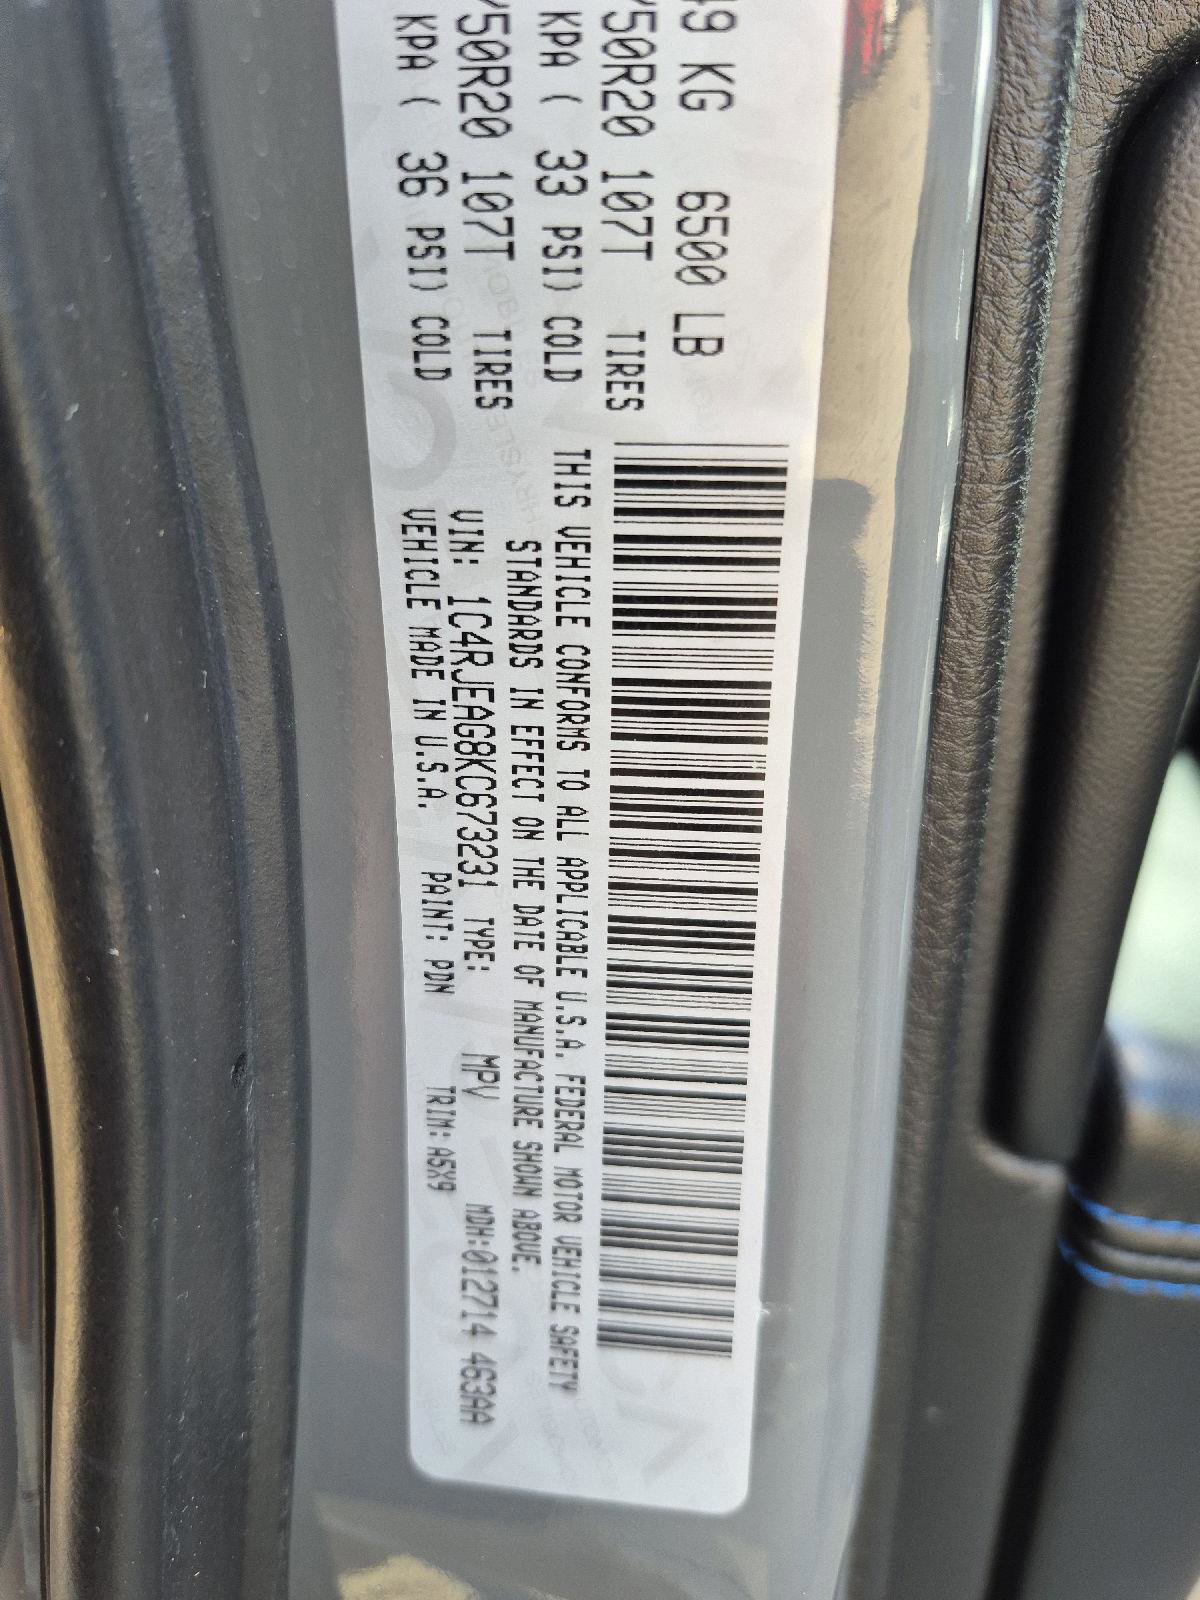 49 KG 6500 LB
/50R20 107T TIRES
KPA ( 33 PSI) COLD
/50R20 107T TIRES
KPA ( 36 PSI) COLD
THIS VEHICLE CONFORMS TO ALL APPLICABLE U.S.A. FEDERAL MOTOR VEHICLE SAFETY
STANDARDS IN EFFECT ON THE DATE OF MANUFACTURE SHOWN ABOVE.
VIN: 1C4RJEAG8KC673231 TYPE: MPV MDH:012714 463AA
VEHICLE MADE IN U.S.A. PAINT: PDN TRIM: A5X9